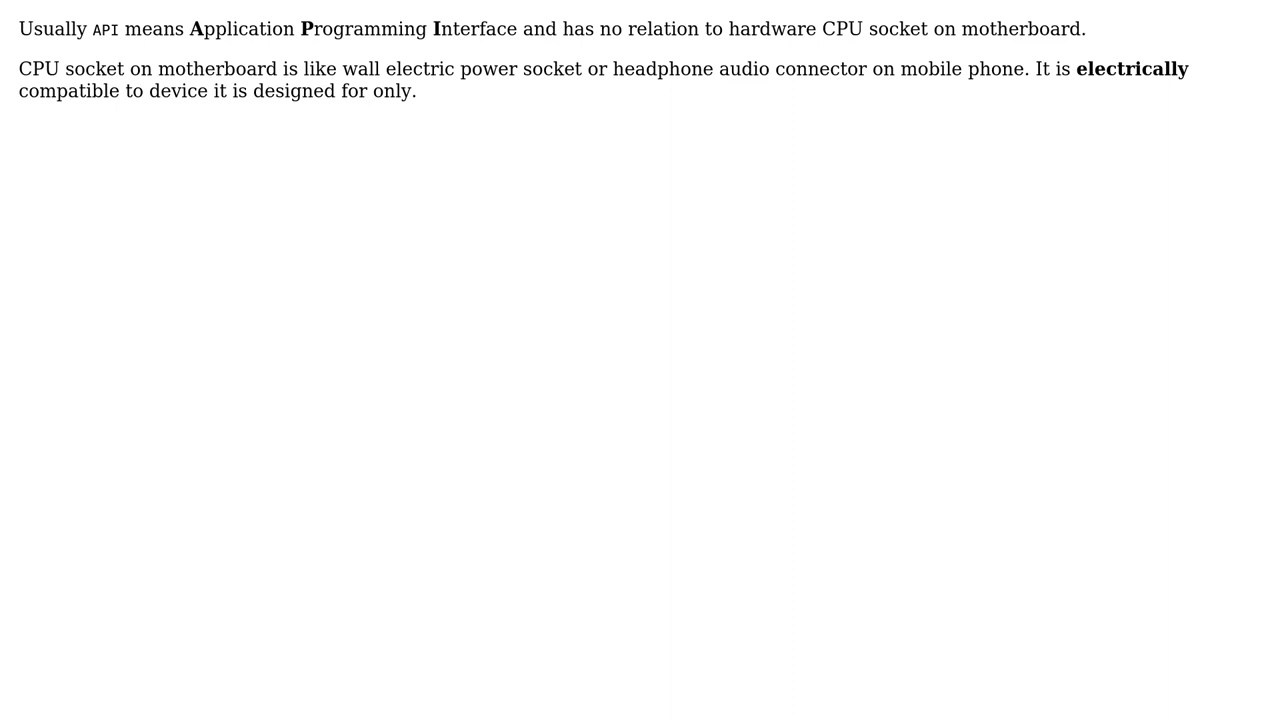 Usually API means Application Programming Interface and has no relation to hardware CPU socket on motherboard.
CPU socket on motherboard is like wall electric power socket or headphone audio connector on mobile phone. It is electrically
compatible to device it is designed for only.